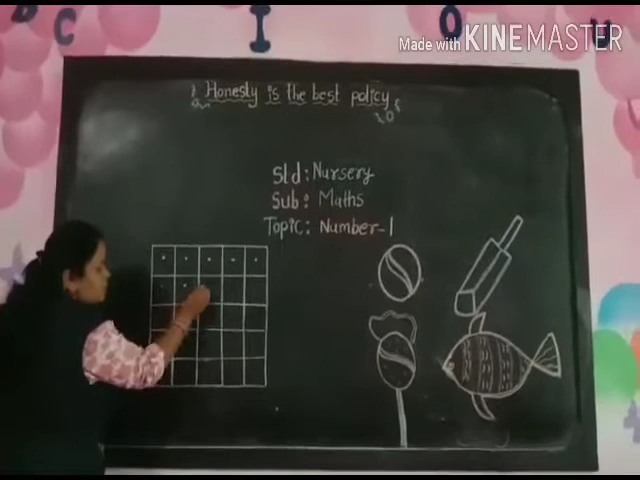 C I O U
Made with KINEMASTER
Honesty is the best policy
Std: Nursery
Sub: Maths
Topic: Number-1